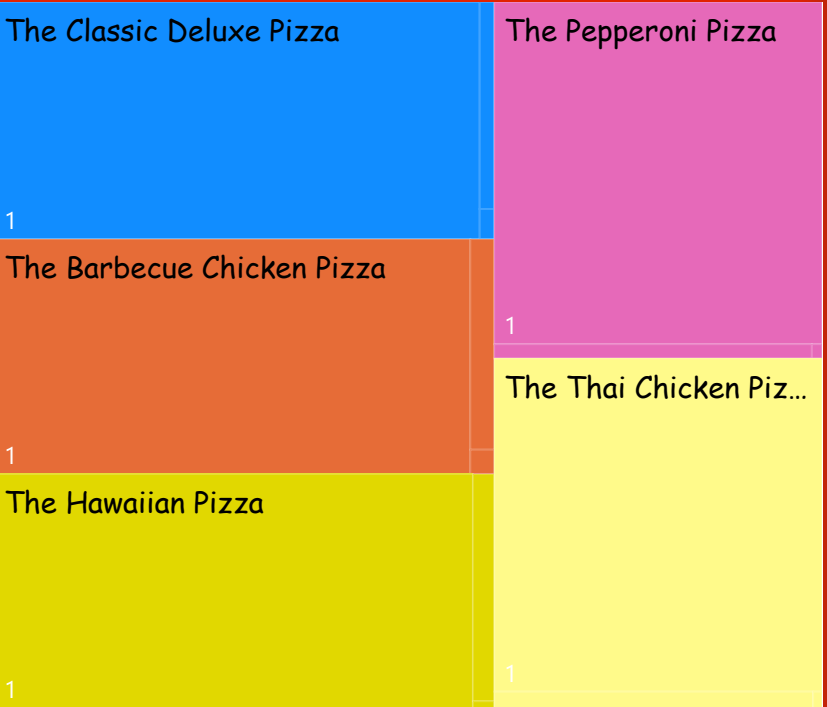 The Classic Deluxe Pizza
1
The Barbecue Chicken Pizza
1
The Hawaiian Pizza
1
The Pepperoni Pizza
1
The Thai Chicken Piz...
1